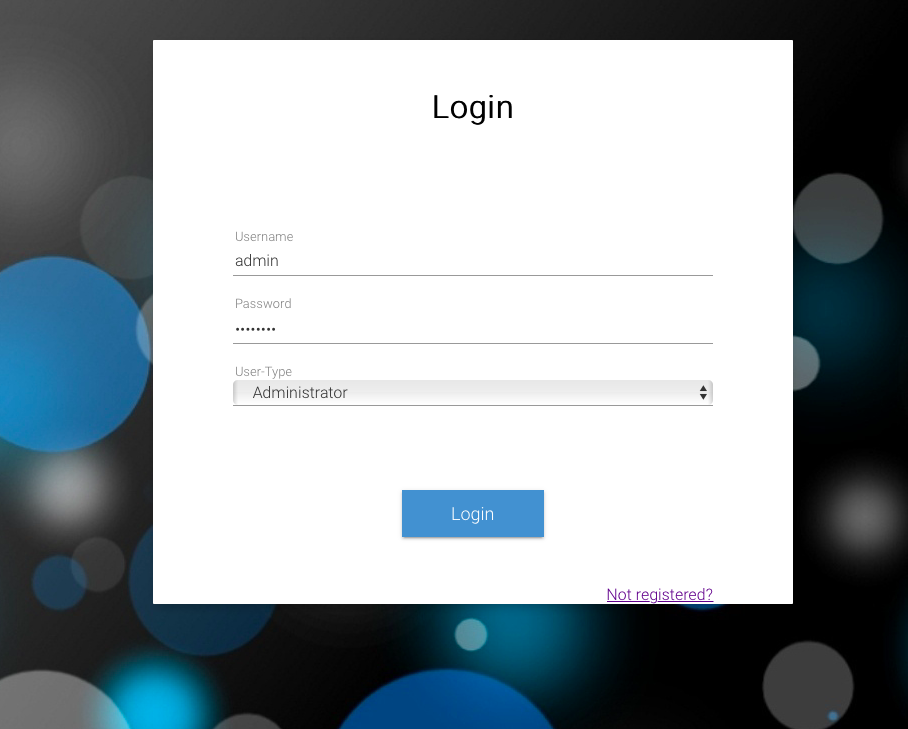 Login
Username
admin
Password
••••••••
User-Type
Administrator
Login
Not registered?